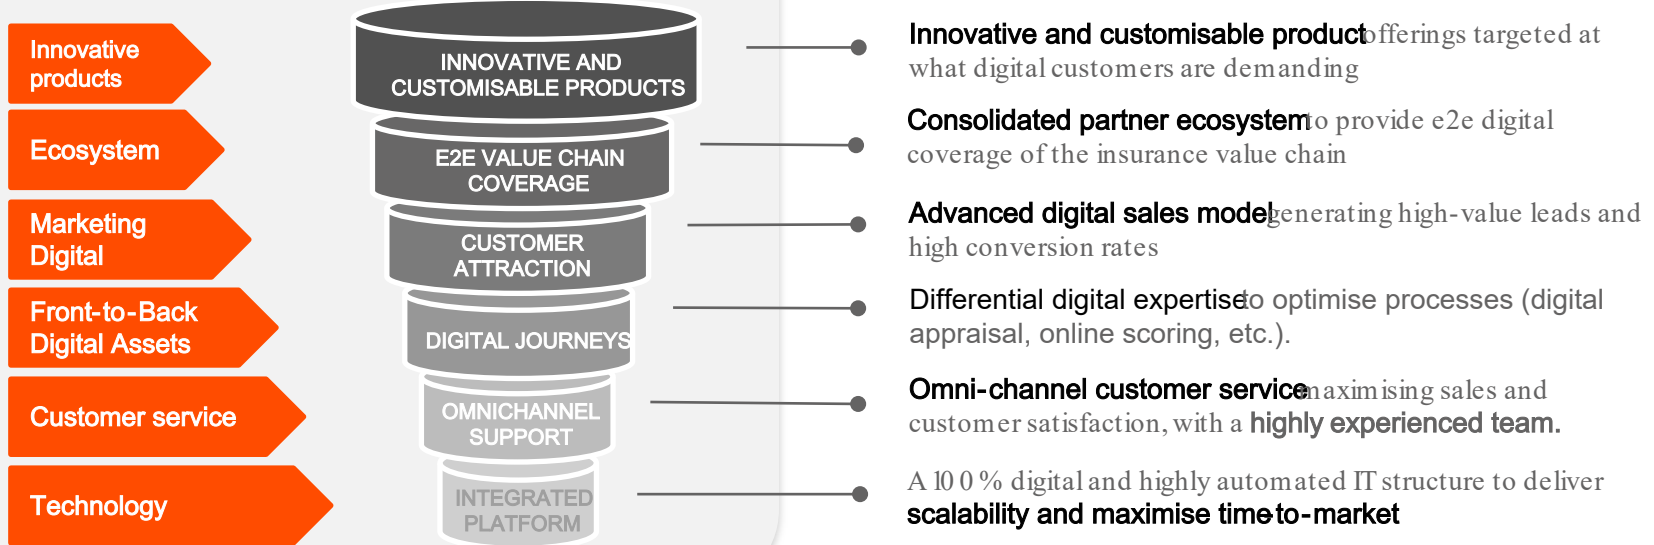 Innovative
products
INNOVATIVE AND
CUSTOMISABLE PRODUCTS
Innovative and customisable product offerings targeted at
what digital customers are demanding
Ecosystem
E2E VALUE CHAIN
COVERAGE
Consolidated partner ecosystem to provide e2e digital
coverage of the insurance value chain
Marketing
Digital
CUSTOMER
ATTRACTION
Advanced digital sales model generating high-value leads and
high conversion rates
Front-to-Back
Digital Assets
DIGITAL JOURNEYS
Differential digital expertise to optimise processes (digital
appraisal, online scoring, etc.).
Customer service
OMNICHANNEL
SUPPORT
Omni-channel customer service maximising sales and
customer satisfaction, with a highly experienced team.
Technology
INTEGRATED
PLATFORM
A 100% digital and highly automated IT structure to deliver
scalability and maximise time-to-market